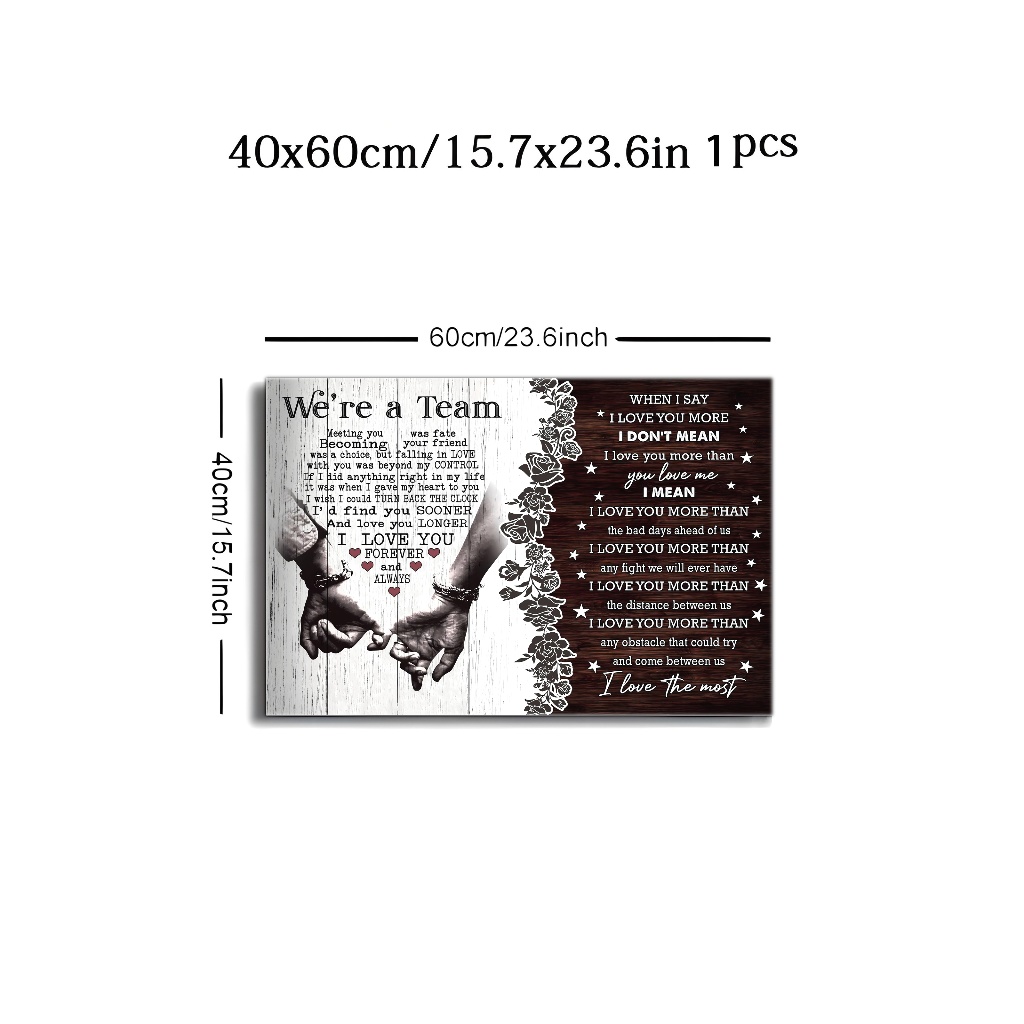 40x60cm/15.7x23.6in 1pcs
60cm/23.6inch
40cm/15.7inch
We're a Team
Meeting you was fate
Becoming your friend
was a choice, but falling in LOVE
with you was beyond my CONTROL
If I did anything right in my life
it was when I gave my heart to you
I wish I could TURN BACK THE CLOCK
I'd find you SOONER
And love you LONGER
I LOVE YOU
FOREVER
and
ALWAYS
WHEN I SAY
I LOVE YOU MORE
I DON'T MEAN
I love you more than
you love me
I MEAN
I LOVE YOU MORE THAN
the bad days ahead of us
I LOVE YOU MORE THAN
any fight we will ever have
I LOVE YOU MORE THAN
the distance between us
I LOVE YOU MORE THAN
any obstacle that could try
and come between us
I love The most